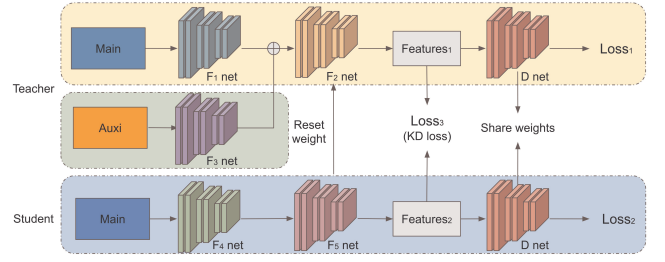 Main
F₁ net
F₂ net
Features₁
D net
Loss₁
Teacher
Auxi
F₃ net
Reset
weight
Loss₃
(KD loss)
Share weights
Student
Main
F₄ net
F₅ net
Features₂
D net
Loss₂